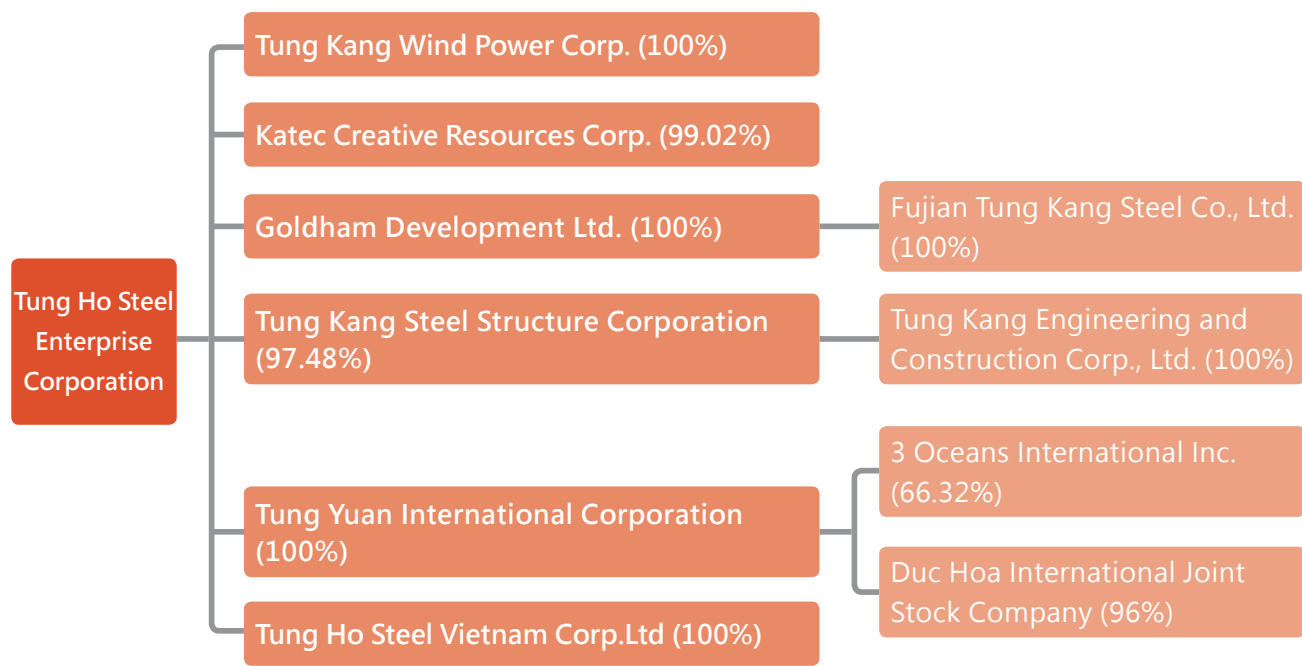 Tung Ho Steel
Enterprise
Corporation
Tung Kang Wind Power Corp. (100%)
Katec Creative Resources Corp. (99.02%)
Goldham Development Ltd. (100%)
Fujian Tung Kang Steel Co., Ltd.
(100%)
Tung Kang Steel Structure Corporation
(97.48%)
Tung Kang Engineering and
Construction Corp., Ltd. (100%)
Tung Yuan International Corporation
(100%)
3 Oceans International Inc.
(66.32%)
Duc Hoa International Joint
Stock Company (96%)
Tung Ho Steel Vietnam Corp.Ltd (100%)